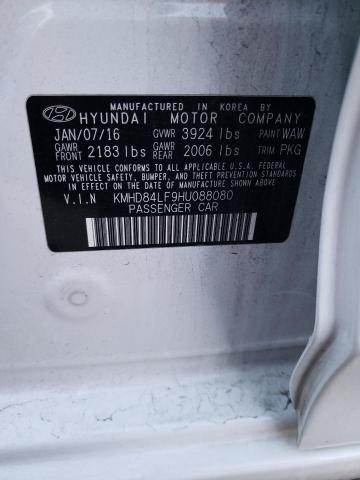 MANUFACTURED IN KOREA BY
HYUNDAI MOTOR COMPANY
JAN/07/16 GVWR 3924 lbs PAINT WAW
GAWR FRONT 2183 lbs GAWR REAR 2006 lbs TRIM PKG
THIS VEHICLE CONFORMS TO ALL APPLICABLE U.S.A. FEDERAL
MOTOR VEHICLE SAFETY, BUMPER, AND
THEFT PREVENTION STANDARDS IN EFFECT ON
THE DATE OF MANUFACTURE SHOWN ABOVE.
V.I.N KMHD84LF9HU088080
PASSENGER CAR